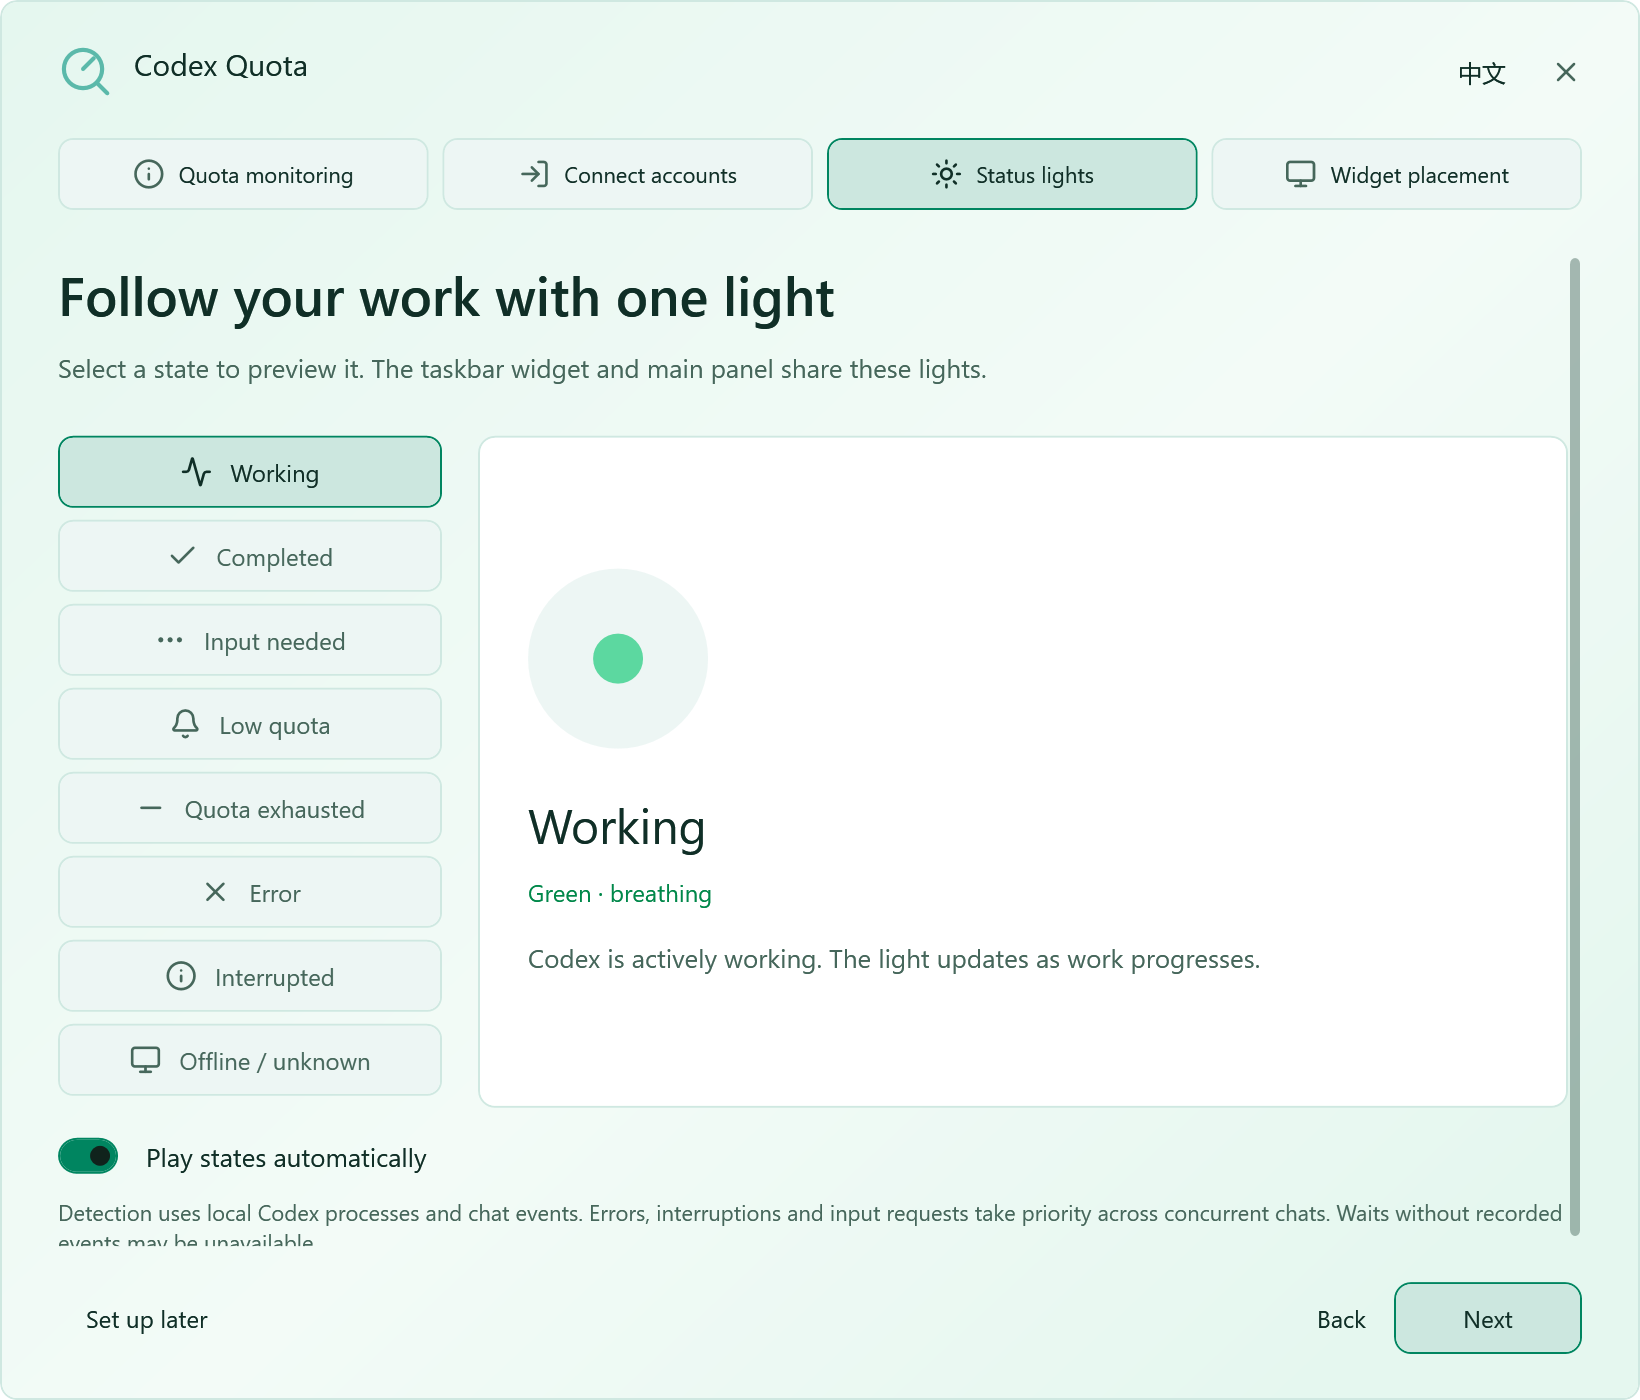 Codex Quota
中文
Quota monitoring
Connect accounts
Status lights
Widget placement
Follow your work with one light
Select a state to preview it. The taskbar widget and main panel share these lights.
Working
Completed
Input needed
Low quota
Quota exhausted
Error
Interrupted
Offline / unknown
Working
Green · breathing
Codex is actively working. The light updates as work progresses.
Play states automatically
Detection uses local Codex processes and chat events. Errors, interruptions and input requests take priority across concurrent chats. Waits without recorded
events may be unavailable.
Set up later
Back
Next